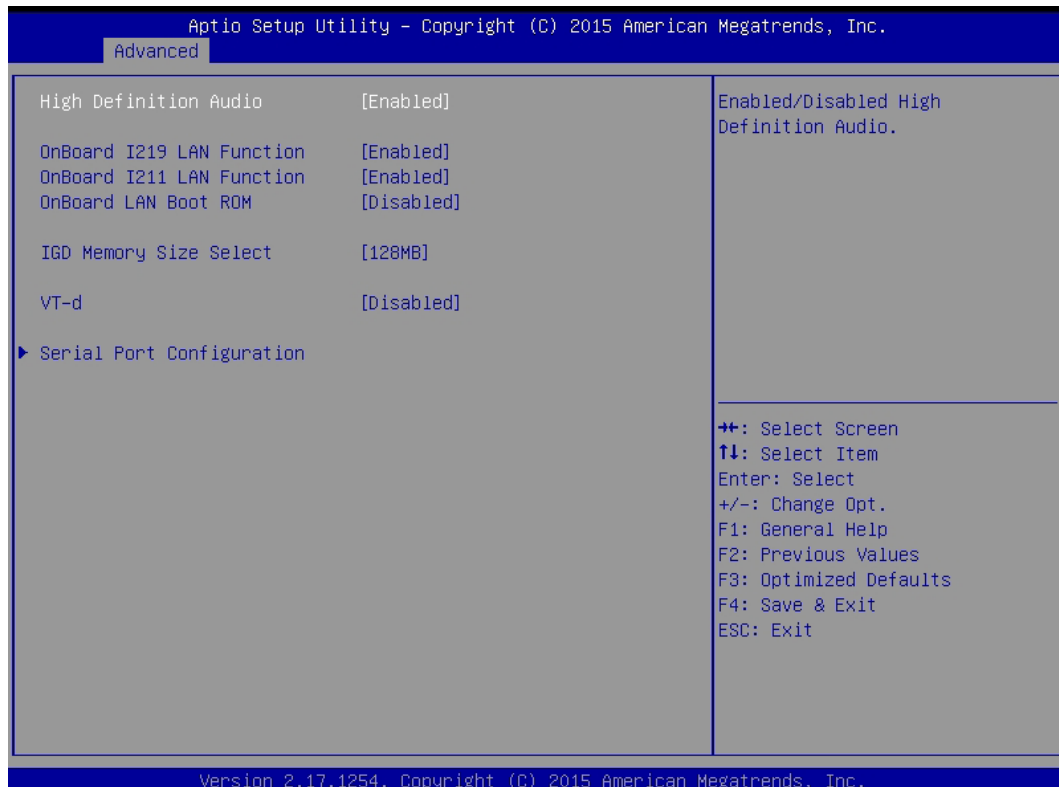 Aptio Setup Utility – Copyright (C) 2015 American Megatrends, Inc.
Advanced
High Definition Audio [Enabled]
OnBoard I219 LAN Function [Enabled]
OnBoard I211 LAN Function [Enabled]
OnBoard LAN Boot ROM [Disabled]
IGD Memory Size Select [128MB]
VT-d [Disabled]
▶ Serial Port Configuration
Enabled/Disabled High
Definition Audio.
→←: Select Screen
↑↓: Select Item
Enter: Select
+/-: Change Opt.
F1: General Help
F2: Previous Values
F3: Optimized Defaults
F4: Save & Exit
ESC: Exit
Version 2.17.1254. Copyright (C) 2015 American Megatrends, Inc.